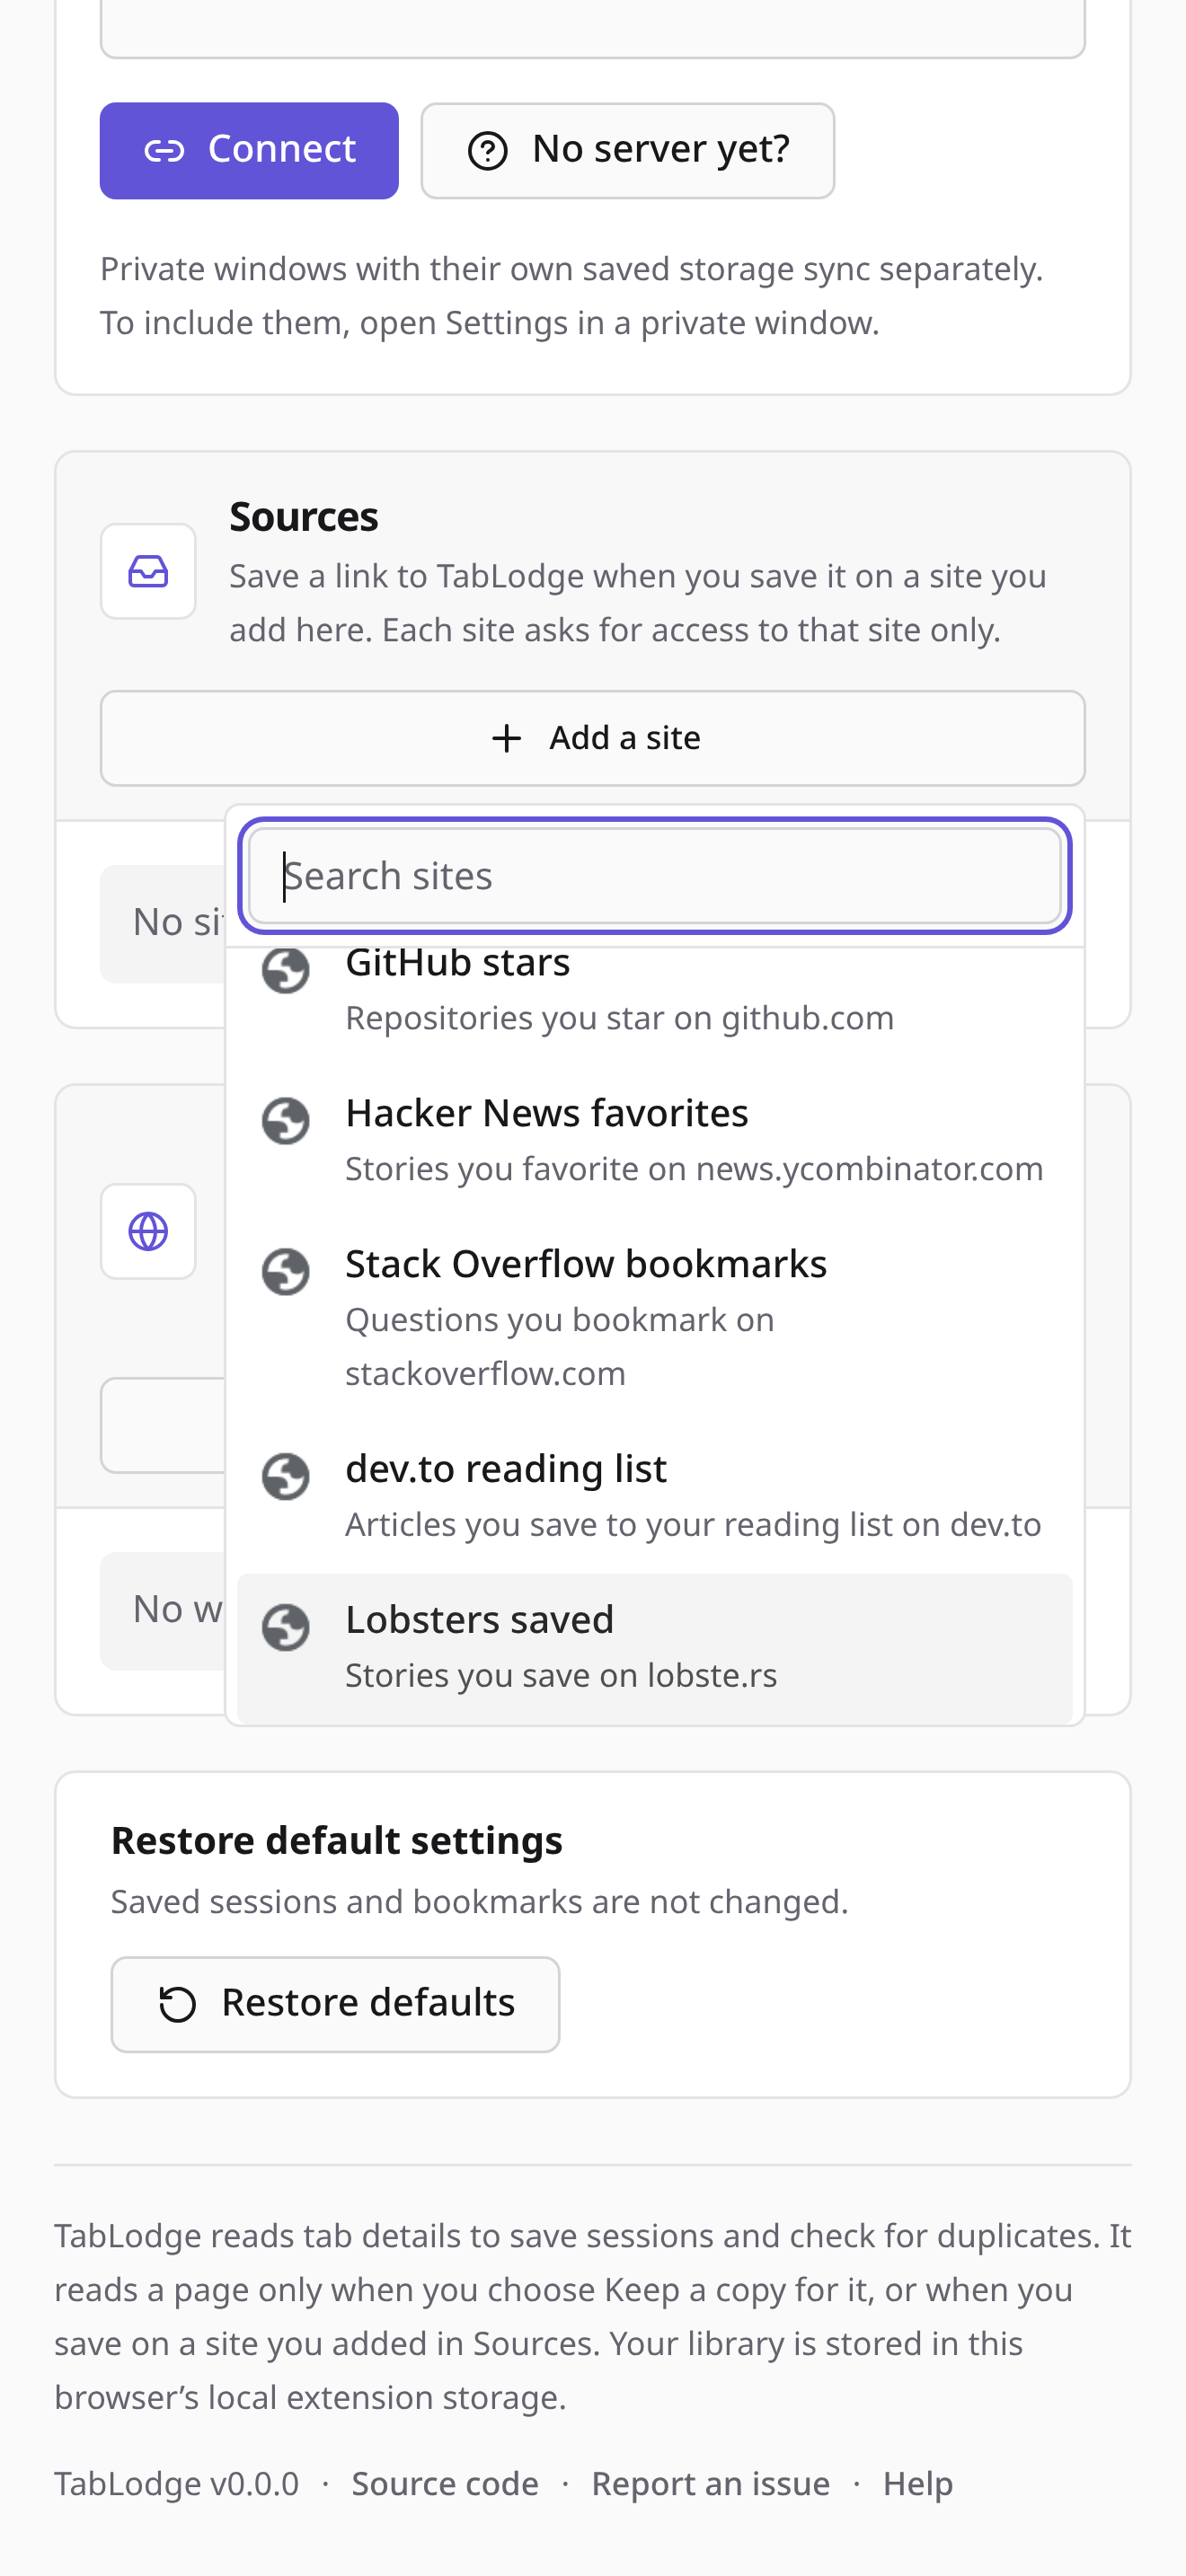 Connect
No server yet?
Private windows with their own saved storage sync separately.
To include them, open Settings in a private window.
Sources
Save a link to TabLodge when you save it on a site you
add here. Each site asks for access to that site only.
Add a site
Search sites
No
GitHub stars
Repositories you star on github.com
Hacker News favorites
Stories you favorite on news.ycombinator.com
Stack Overflow bookmarks
Questions you bookmark on
stackoverflow.com
dev.to reading list
Articles you save to your reading list on dev.to
No
Lobsters saved
Stories you save on lobste.rs
Restore default settings
Saved sessions and bookmarks are not changed.
Restore defaults
TabLodge reads tab details to save sessions and check for duplicates. It
reads a page only when you choose Keep a copy for it, or when you
save on a site you added in Sources. Your library is stored in this
browser’s local extension storage.
TabLodge v0.0.0 · Source code · Report an issue · Help